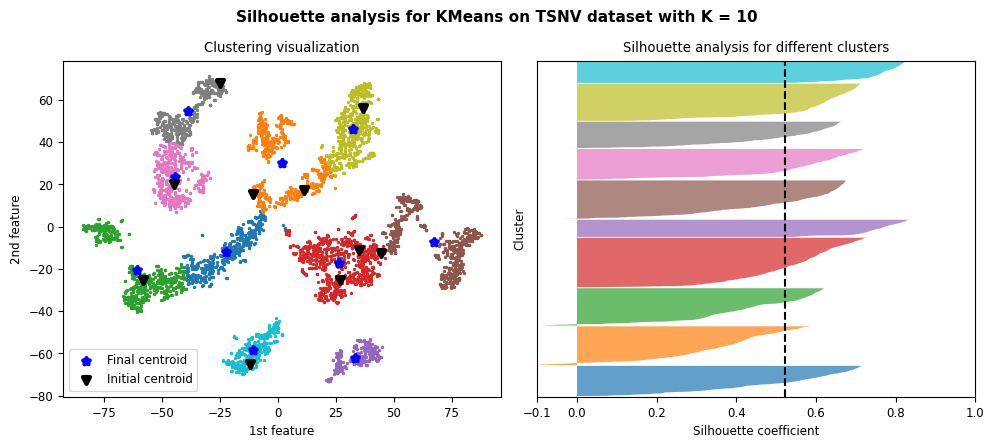 Silhouette analysis for KMeans on TSNV dataset with K = 10
Clustering visualization
2nd feature
60
40
20
0
−20
−40
−60
−80
Final centroid
Initial centroid
−75
−50
−25
0
25
50
75
1st feature
Silhouette analysis for different clusters
Cluster
−0.1
0.0
0.2
0.4
0.6
0.8
1.0
Silhouette coefficient